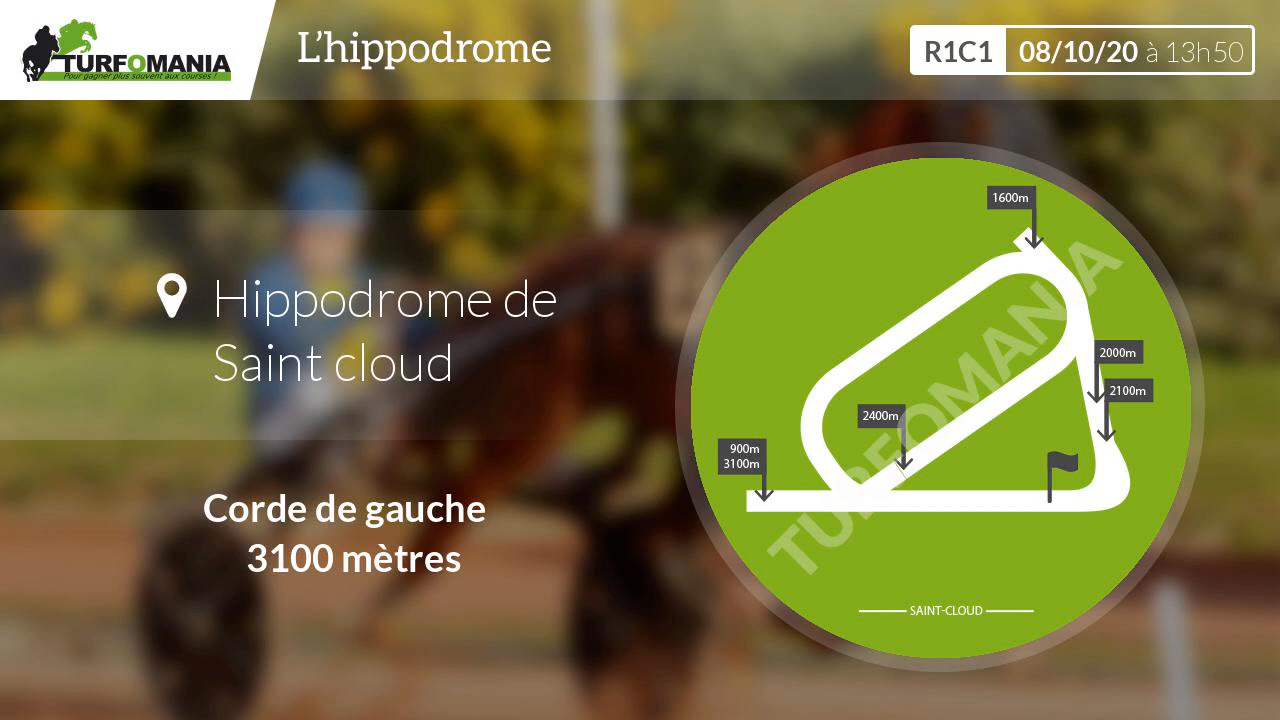 TURFOMANIA
Pour gagner plus souvent aux courses !
L'hippodrome
R1C1 08/10/20 à 13h50
Hippodrome de
Saint cloud
Corde de gauche
3100 mètres
1600m
2000m
2100m
2400m
900m
3100m
TURFOMANIA
SAINT-CLOUD